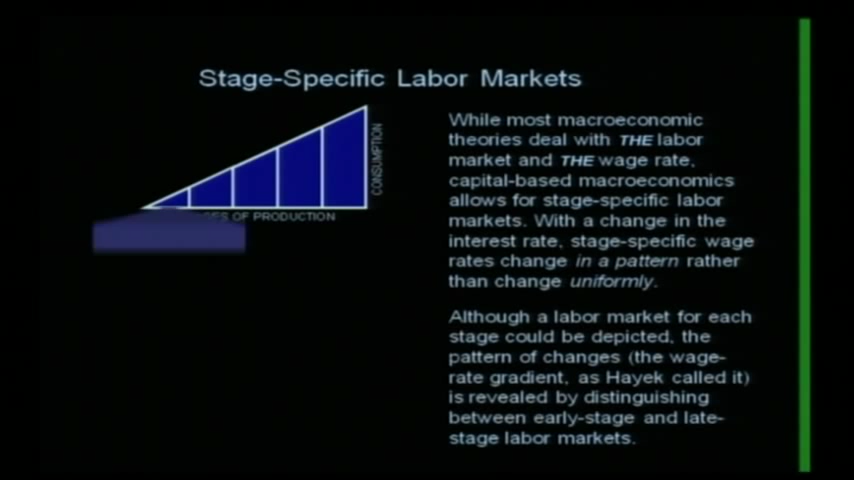 Stage-Specific Labor Markets
CONSUMPTION
OF PRODUCTION
While most macroeconomic
theories deal with THE labor
market and THE wage rate,
capital-based macroeconomics
allows for stage-specific labor
markets. With a change in the
interest rate, stage-specific wage
rates change in a pattern rather
than change uniformly.
Although a labor market for each
stage could be depicted, the
pattern of changes (the wage-
rate gradient, as Hayek called it)
is revealed by distinguishing
between early-stage and late-
stage labor markets.